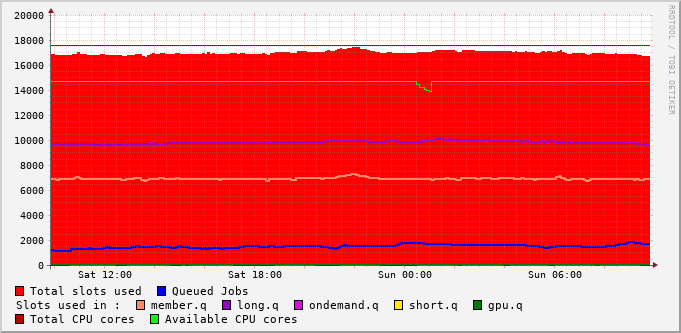 RRDTOOL / TOBI OETIKER
20000
18000
16000
14000
12000
10000
8000
6000
4000
2000
0
Sat 12:00 Sat 18:00 Sun 00:00 Sun 06:00
Total slots used Queued Jobs
Slots used in : member.q long.q ondemand.q short.q gpu.q
Total CPU cores Available CPU cores